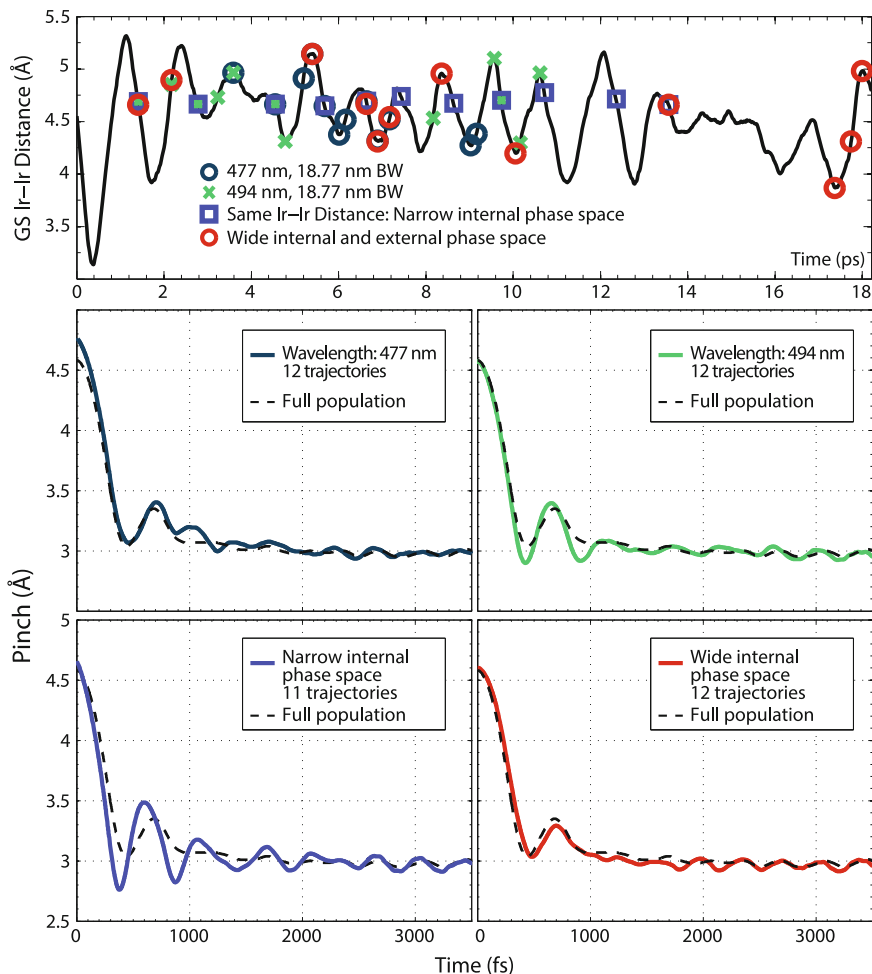 5.5
5
4.5
4
3.5
GS Ir–Ir Distance (Å)
477 nm, 18.77 nm BW
494 nm, 18.77 nm BW
Same Ir–Ir Distance: Narrow internal phase space
Wide internal and external phase space
Time (ps)
0 2 4 6 8 10 12 14 16 18
Pinch (Å)
4.5
4
3.5
3
Wavelength: 477 nm
12 trajectories
Full population
Wavelength: 494 nm
12 trajectories
Full population
5
4.5
4
3.5
3
2.5
Narrow internal
phase space
11 trajectories
Full population
Wide internal
phase space
12 trajectories
Full population
0 1000 2000 3000
0 1000 2000 3000
Time (fs)